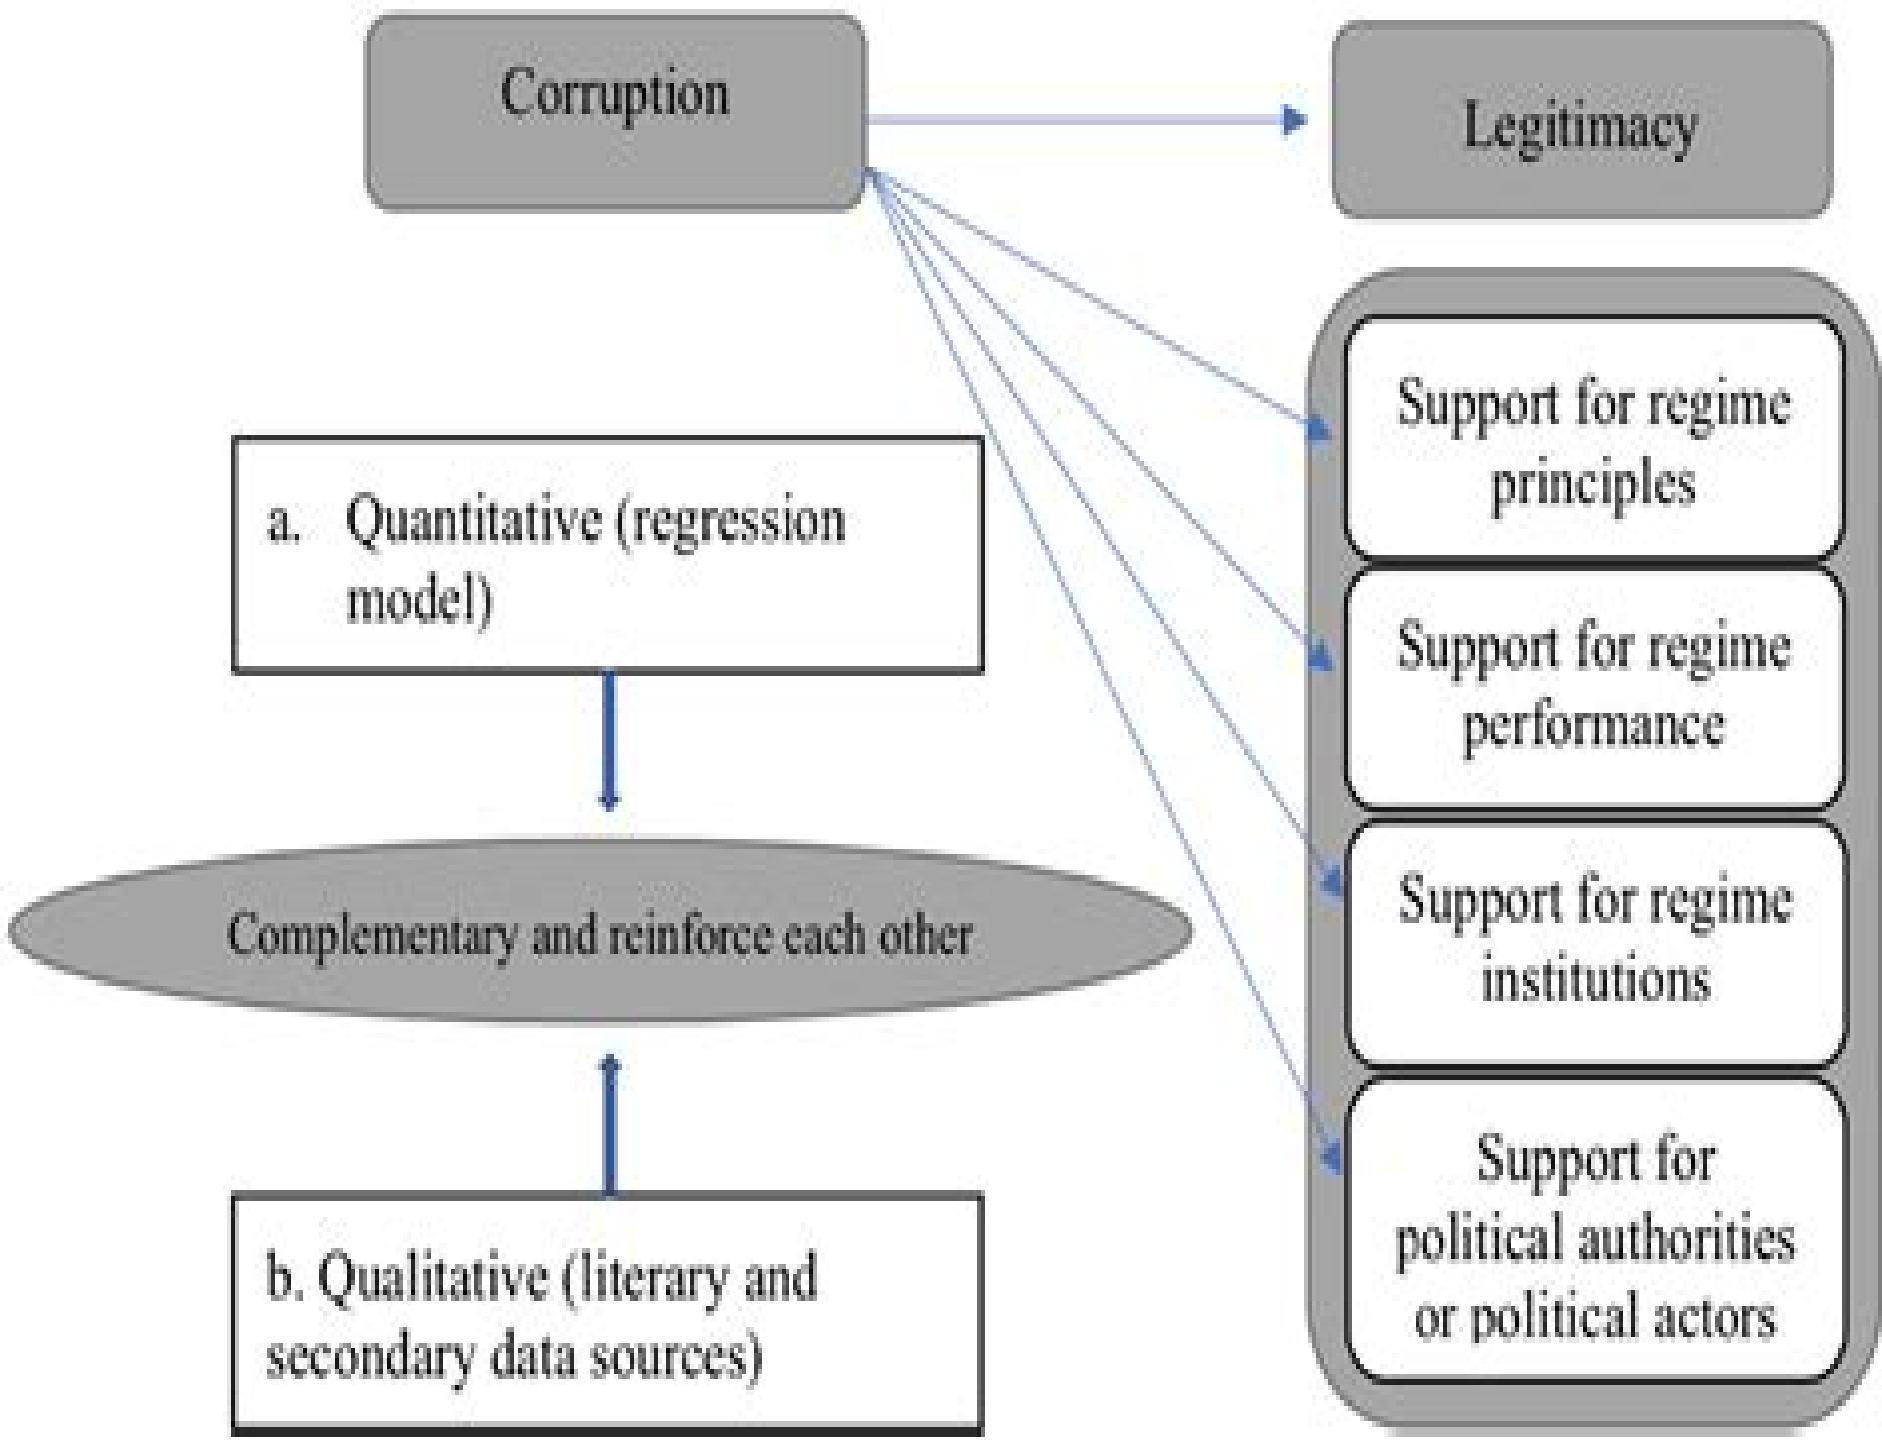 Corruption
Legitimacy
Support for regime
principles
a. Quantitative (regression
model)
Support for regime
performance
Complementary and reinforce each other
Support for regime
institutions
b. Qualitative (literary and
secondary data sources)
Support for
political authorities
or political actors